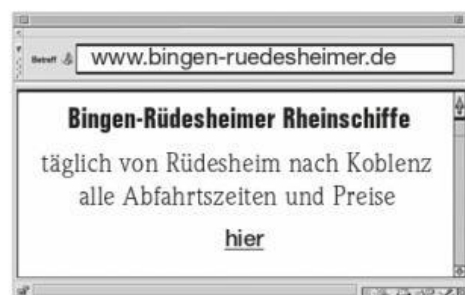 Betreff www.bingen-ruedesheimer.de
Bingen-Rüdesheimer Rheinschiffe
täglich von Rüdesheim nach Koblenz
alle Abfahrtszeiten und Preise
hier